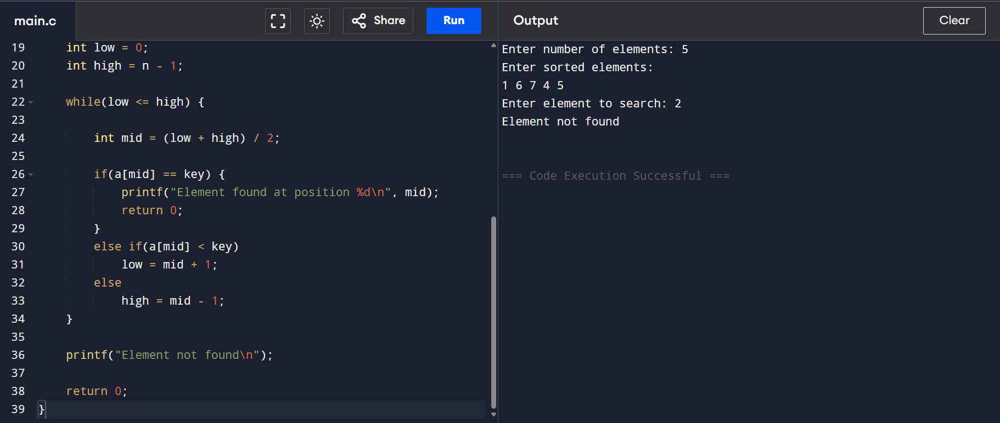 main.c
Share
Run
Output
Clear
19 int low = 0;
20 int high = n - 1;
21
22 while(low <= high) {
23
24 int mid = (low + high) / 2;
25
26 if(a[mid] == key) {
27 printf("Element found at position %d\n", mid);
28 return 0;
29 }
30 else if(a[mid] < key)
31 low = mid + 1;
32 else
33 high = mid - 1;
34 }
35
36 printf("Element not found\n");
37
38 return 0;
39 }
Enter number of elements: 5
Enter sorted elements:
1 6 7 4 5
Enter element to search: 2
Element not found
=== Code Execution Successful ===